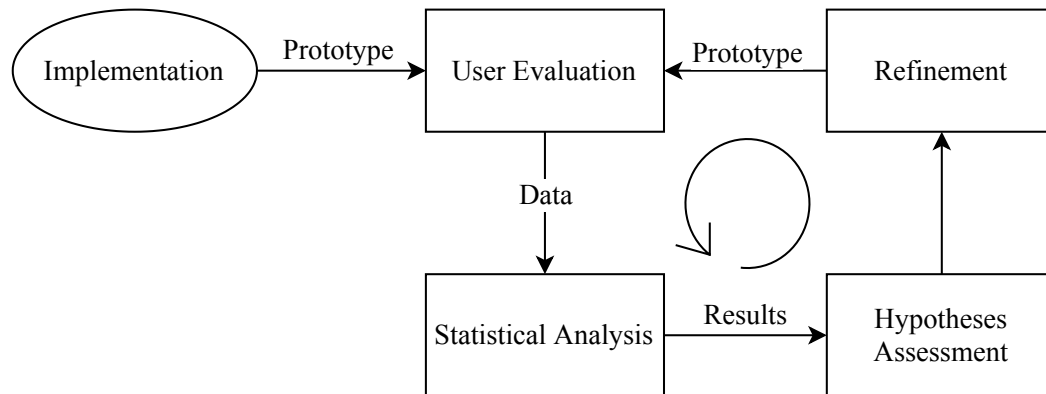 Implementation
Prototype
User Evaluation
Prototype
Refinement
Data
Statistical Analysis
Results
Hypotheses
Assessment